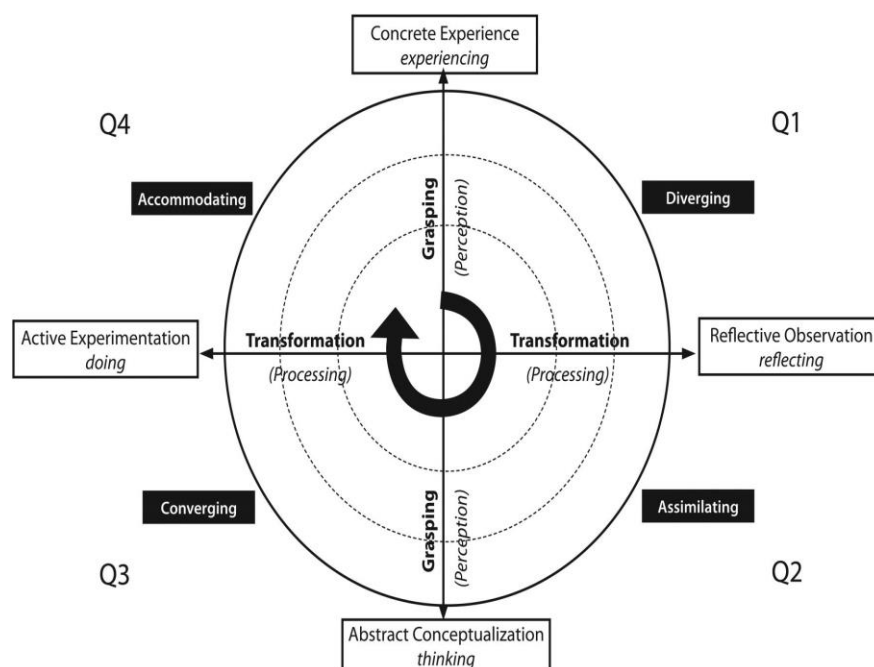 Concrete Experience
experiencing
Q4
Q1
Accommodating
Diverging
Grasping
(Perception)
Active Experimentation
doing
Transformation
(Processing)
Transformation
(Processing)
Reflective Observation
reflecting
Converging
Assimilating
Grasping
(Perception)
Q3
Q2
Abstract Conceptualization
thinking